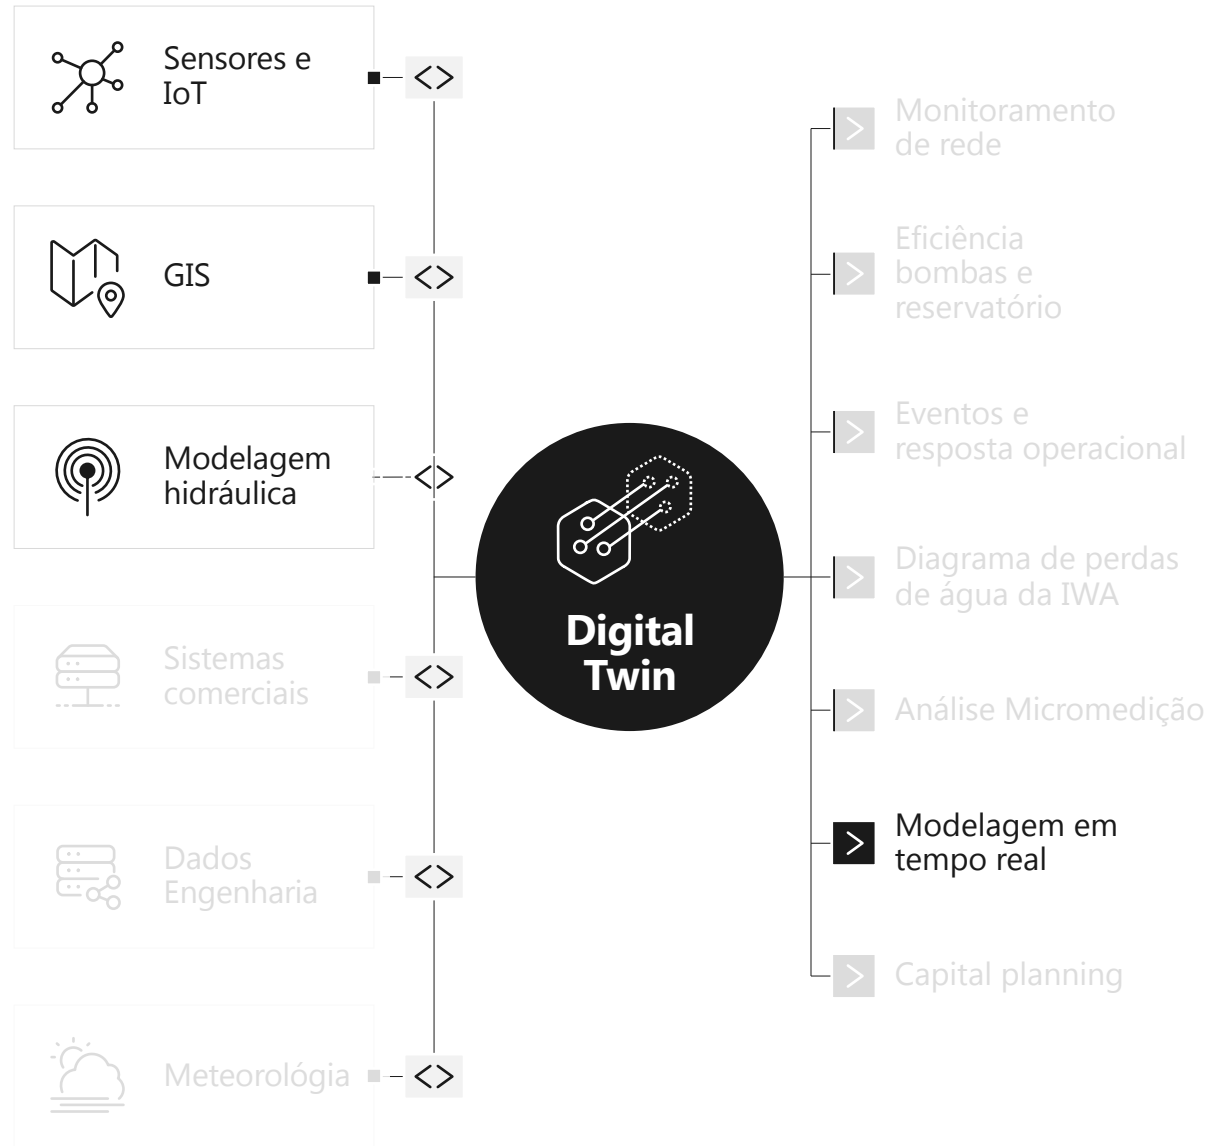 Sensores e
IoT
GIS
Modelagem
hidráulica
Sistemas
comerciais
Dados
Engenharia
Meteorológia
Digital
Twin
Monitoramento
de rede
Eficiência
bombas e
reservatório
Eventos e
resposta operacional
Diagrama de perdas
de água da IWA
Análise Micromedição
Modelagem em
tempo real
Capital planning